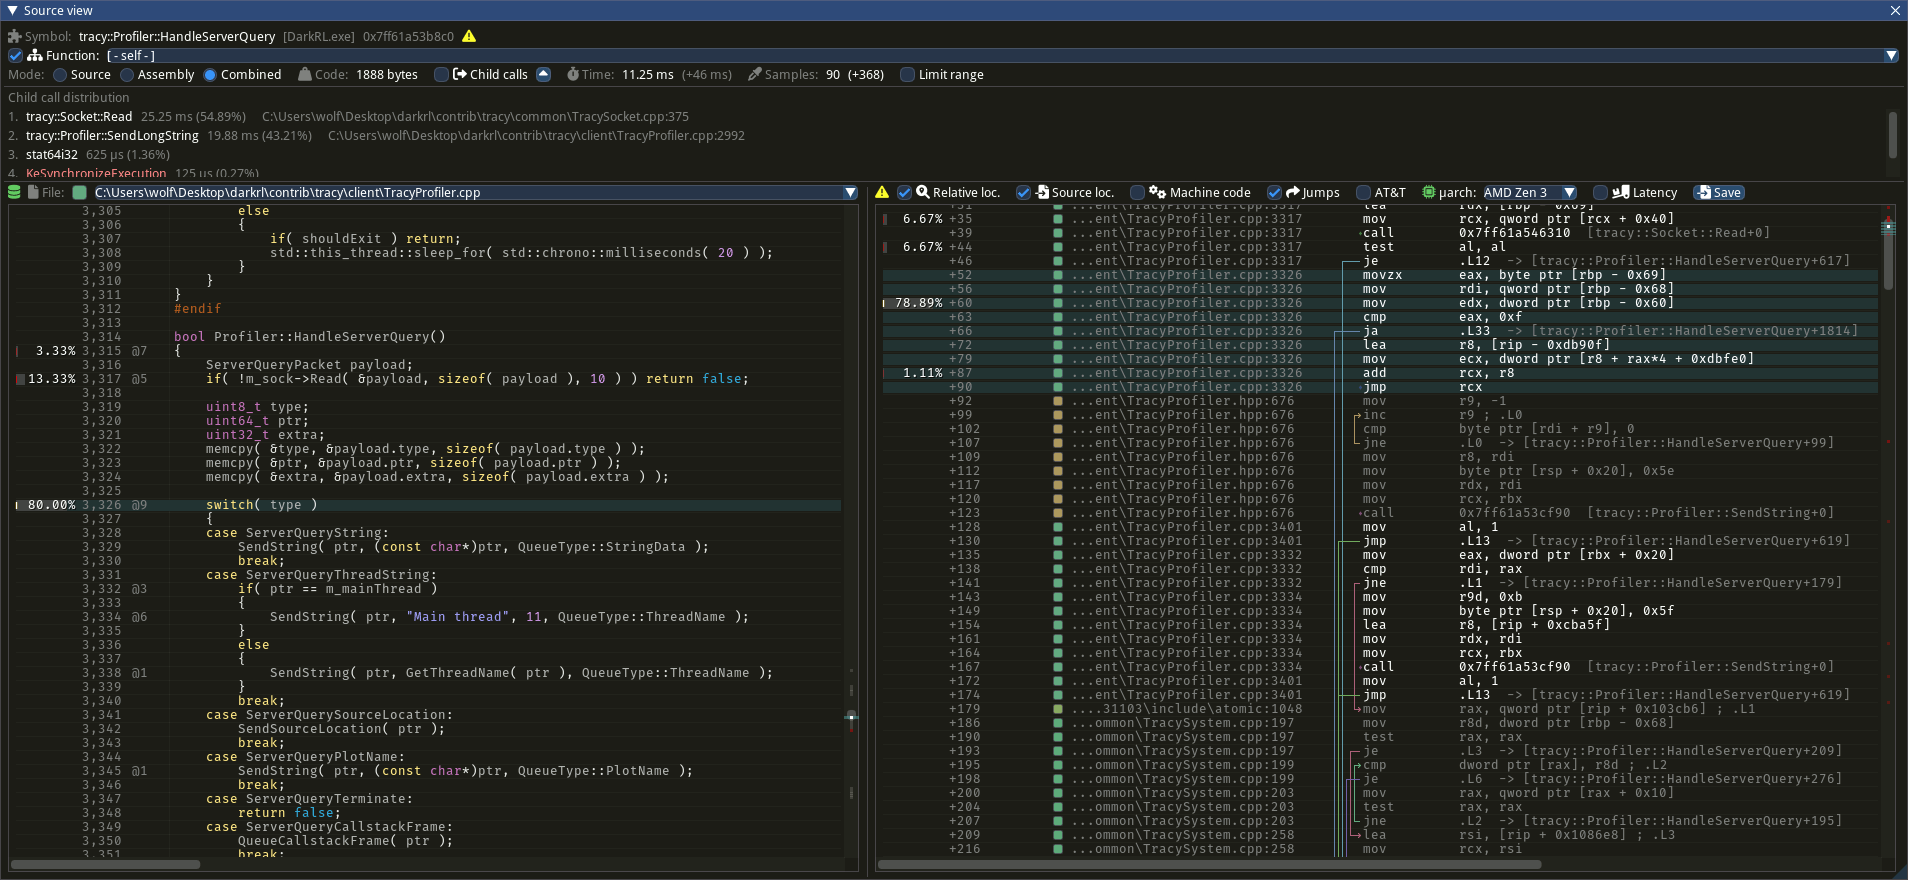 Source view
Symbol: tracy::Profiler::HandleServerQuery [DarkRL.exe] 0x7ff61a53b8c0
Function: [ - self - ]
Mode: Source Assembly Combined Code: 1888 bytes Child calls Time: 11.25 ms (+46 ms) Samples: 90 (+368) Limit range
Child call distribution
1. tracy::Socket::Read 25.25 ms (54.89%) C:\Users\wolf\Desktop\darkrl\contrib\tracy\common\TracySocket.cpp:375
2. tracy::Profiler::SendLongString 19.88 ms (43.21%) C:\Users\wolf\Desktop\darkrl\contrib\tracy\client\TracyProfiler.cpp:2992
3. stat64i32 625 µs (1.36%)
4. KeSynchronizeExecution 125 µs (0.27%)
File: C:\Users\wolf\Desktop\darkrl\contrib\tracy\client\TracyProfiler.cpp
3,305 else
3,306 {
3,307 if( shouldExit ) return;
3,308 std::this_thread::sleep_for( std::chrono::milliseconds( 20 ) );
3,309 }
3,310 }
3,311 }
3,312 #endif
3,313
3,314 bool Profiler::HandleServerQuery()
3.33% 3,315 @7 {
3,316 ServerQueryPacket payload;
13.33% 3,317 @5 if( !m_sock->Read( &payload, sizeof( payload ), 10 ) ) return false;
3,318
3,319 uint8_t type;
3,320 uint64_t ptr;
3,321 uint32_t extra;
3,322 memcpy( &type, &payload.type, sizeof( payload.type ) );
3,323 memcpy( &ptr, &payload.ptr, sizeof( payload.ptr ) );
3,324 memcpy( &extra, &payload.extra, sizeof( payload.extra ) );
3,325
80.00% 3,326 @9 switch( type )
3,327 {
3,328 case ServerQueryString:
3,329 SendString( ptr, (const char*)ptr, QueueType::StringData );
3,330 break;
3,331 case ServerQueryThreadString:
3,332 @3 if( ptr == m_mainThread )
3,333 {
3,334 @6 SendString( ptr, "Main thread", 11, QueueType::ThreadName );
3,335 }
3,336 else
3,337 {
3,338 @1 SendString( ptr, GetThreadName( ptr ), QueueType::ThreadName );
3,339 }
3,340 break;
3,341 case ServerQuerySourceLocation:
3,342 SendSourceLocation( ptr );
3,343 break;
3,344 case ServerQueryPlotName:
3,345 @1 SendString( ptr, (const char*)ptr, QueueType::PlotName );
3,346 break;
3,347 case ServerQueryTerminate:
3,348 return false;
3,349 case ServerQueryCallstackFrame:
3,350 QueueCallstackFrame( ptr );
3,351 break;
Relative loc. Source loc. Machine code Jumps AT&T µarch: AMD Zen 3 Latency Save
+31 ...ent\TracyProfiler.cpp:3317 lea rdx, [rbp - 0x69]
6.67% +35 ...ent\TracyProfiler.cpp:3317 mov rcx, qword ptr [rcx + 0x40]
+39 ...ent\TracyProfiler.cpp:3317 call 0x7ff61a546310 [tracy::Socket::Read+0]
6.67% +44 ...ent\TracyProfiler.cpp:3317 test al, al
+46 ...ent\TracyProfiler.cpp:3317 je .L12 -> [tracy::Profiler::HandleServerQuery+617]
+52 ...ent\TracyProfiler.cpp:3326 movzx eax, byte ptr [rbp - 0x69]
+56 ...ent\TracyProfiler.cpp:3326 mov rdi, qword ptr [rbp - 0x68]
78.89% +60 ...ent\TracyProfiler.cpp:3326 mov edx, dword ptr [rbp - 0x60]
+63 ...ent\TracyProfiler.cpp:3326 cmp eax, 0xf
+66 ...ent\TracyProfiler.cpp:3326 ja .L33 -> [tracy::Profiler::HandleServerQuery+1814]
+72 ...ent\TracyProfiler.cpp:3326 lea r8, [rip - 0xdb90f]
+79 ...ent\TracyProfiler.cpp:3326 mov ecx, dword ptr [r8 + rax*4 + 0xdbfe0]
1.11% +87 ...ent\TracyProfiler.cpp:3326 add rcx, r8
+90 ...ent\TracyProfiler.cpp:3326 jmp rcx
+92 ...ent\TracyProfiler.hpp:676 mov r9, -1
+99 ...ent\TracyProfiler.hpp:676 inc r9 ; .L0
+102 ...ent\TracyProfiler.hpp:676 cmp byte ptr [rdi + r9], 0
+107 ...ent\TracyProfiler.hpp:676 jne .L0 -> [tracy::Profiler::HandleServerQuery+99]
+109 ...ent\TracyProfiler.hpp:676 mov r8, rdi
+112 ...ent\TracyProfiler.hpp:676 mov byte ptr [rsp + 0x20], 0x5e
+117 ...ent\TracyProfiler.hpp:676 mov rdx, rdi
+120 ...ent\TracyProfiler.hpp:676 mov rcx, rbx
+123 ...ent\TracyProfiler.hpp:676 call 0x7ff61a53cf90 [tracy::Profiler::SendString+0]
+128 ...ent\TracyProfiler.cpp:3401 mov al, 1
+130 ...ent\TracyProfiler.cpp:3401 jmp .L13 -> [tracy::Profiler::HandleServerQuery+619]
+135 ...ent\TracyProfiler.cpp:3332 mov eax, dword ptr [rbx + 0x20]
+138 ...ent\TracyProfiler.cpp:3332 cmp rdi, rax
+141 ...ent\TracyProfiler.cpp:3332 jne .L1 -> [tracy::Profiler::HandleServerQuery+179]
+143 ...ent\TracyProfiler.cpp:3334 mov r9d, 0xb
+149 ...ent\TracyProfiler.cpp:3334 mov byte ptr [rsp + 0x20], 0x5f
+154 ...ent\TracyProfiler.cpp:3334 lea r8, [rip + 0xcba5f]
+161 ...ent\TracyProfiler.cpp:3334 mov rdx, rdi
+164 ...ent\TracyProfiler.cpp:3334 mov rcx, rbx
+167 ...ent\TracyProfiler.cpp:3334 call 0x7ff61a53cf90 [tracy::Profiler::SendString+0]
+172 ...ent\TracyProfiler.cpp:3401 mov al, 1
+174 ...ent\TracyProfiler.cpp:3401 jmp .L13 -> [tracy::Profiler::HandleServerQuery+619]
+179 ....31103\include\atomic:1048 mov rax, qword ptr [rip + 0x103cb6] ; .L1
+186 ...ommon\TracySystem.cpp:197 mov r8d, dword ptr [rbp - 0x68]
+190 ...ommon\TracySystem.cpp:197 test rax, rax
+193 ...ommon\TracySystem.cpp:197 je .L3 -> [tracy::Profiler::HandleServerQuery+209]
+195 ...ommon\TracySystem.cpp:199 cmp dword ptr [rax], r8d ; .L2
+198 ...ommon\TracySystem.cpp:199 je .L6 -> [tracy::Profiler::HandleServerQuery+276]
+200 ...ommon\TracySystem.cpp:203 mov rax, qword ptr [rax + 0x10]
+204 ...ommon\TracySystem.cpp:203 test rax, rax
+207 ...ommon\TracySystem.cpp:203 jne .L2 -> [tracy::Profiler::HandleServerQuery+195]
+209 ...ommon\TracySystem.cpp:258 lea rsi, [rip + 0x1086e8] ; .L3
+216 ...ommon\TracySystem.cpp:258 mov rcx, rsi